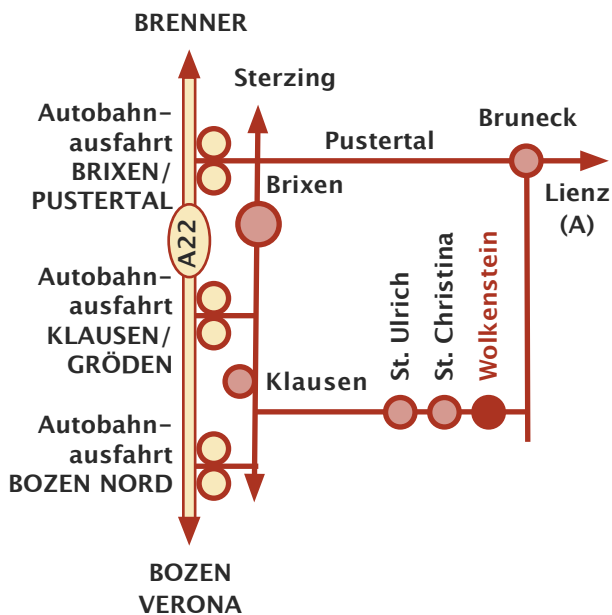 BRENNER
Sterzing
Autobahn-
ausfahrt
BRIXEN/
PUSTERTAL
Pustertal
Bruneck
Brixen
Lienz
(A)
A22
Autobahn-
ausfahrt
KLAUSEN/
GRÖDEN
St. Ulrich
St. Christina
Wolkenstein
Klausen
Autobahn-
ausfahrt
BOZEN NORD
BOZEN
VERONA